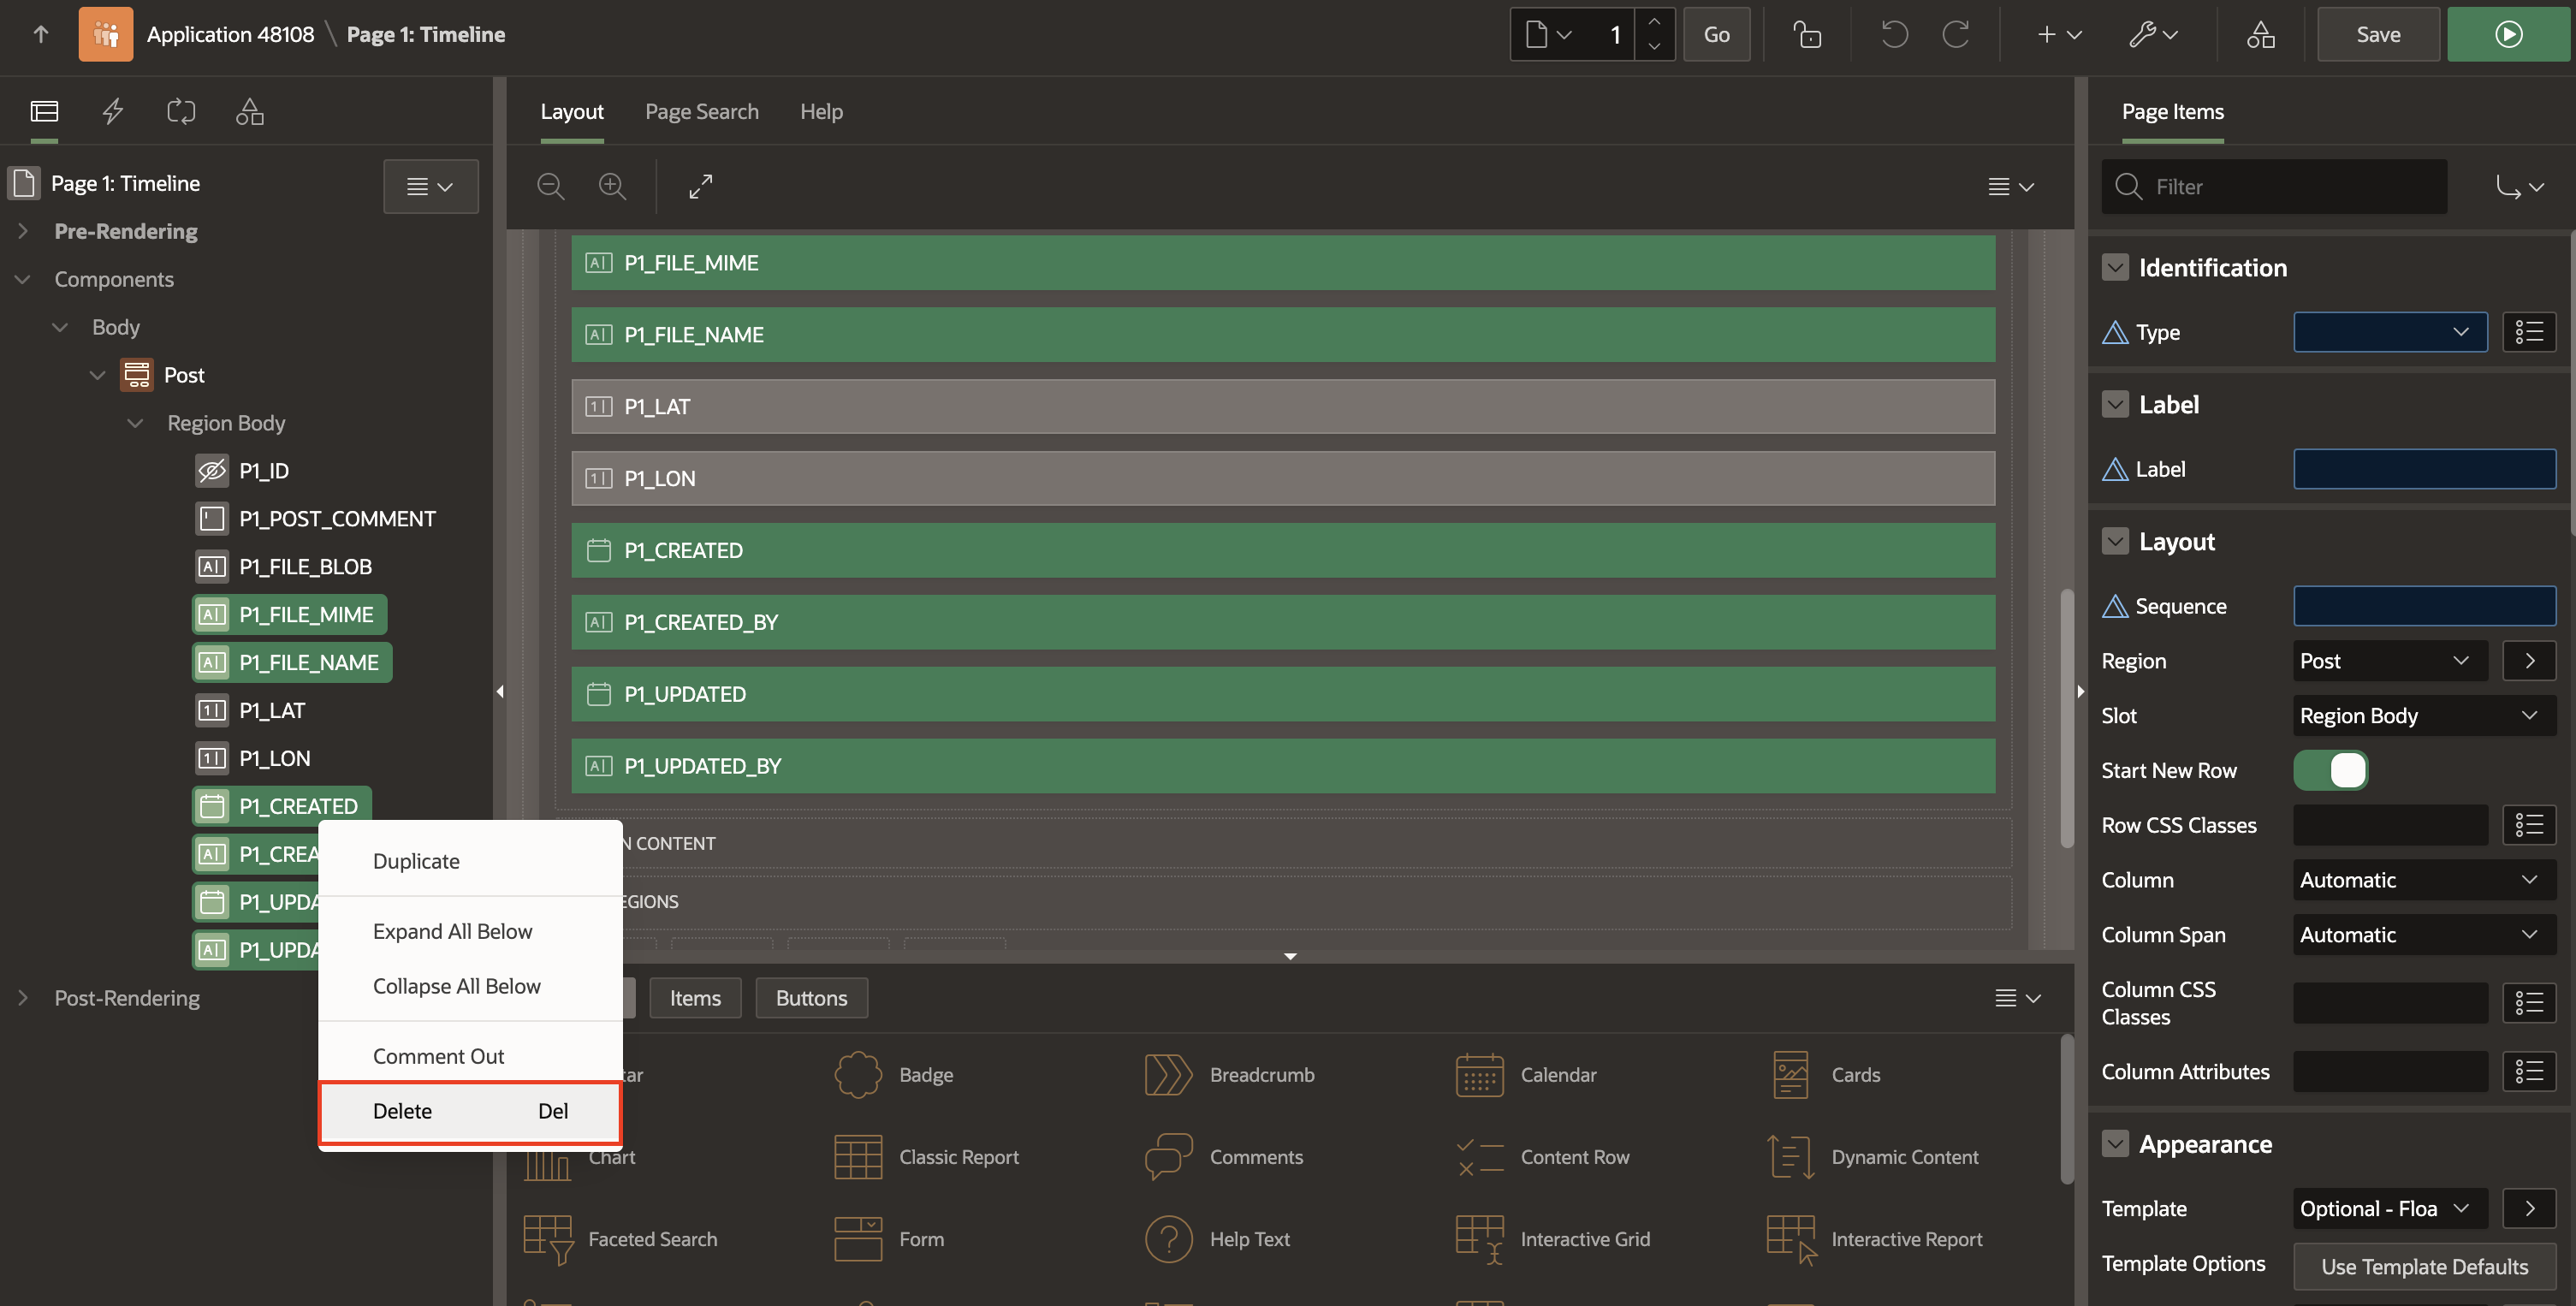 Application 48108 \ Page 1: Timeline
1
Go
Save
Layout
Page Search
Help
Page Items
Page 1: Timeline
Filter
Pre-Rendering
Components
Body
Post
Region Body
P1_ID
P1_POST_COMMENT
P1_FILE_BLOB
P1_FILE_MIME
P1_FILE_NAME
P1_LAT
P1_LON
P1_CREATED
P1_CREA
P1_UPDA
P1_UPDA
Post-Rendering
Duplicate
Expand All Below
Collapse All Below
Comment Out
Delete Del
P1_FILE_MIME
P1_FILE_NAME
P1_LAT
P1_LON
P1_CREATED
P1_CREATED_BY
P1_UPDATED
P1_UPDATED_BY
N CONTENT
EGIONS
Items
Buttons
tar
Badge
Breadcrumb
Calendar
Cards
Chart
Classic Report
Comments
Content Row
Dynamic Content
Faceted Search
Form
Help Text
Interactive Grid
Interactive Report
Identification
Type
Label
Label
Layout
Sequence
Region Post
Slot Region Body
Start New Row
Row CSS Classes
Column Automatic
Column Span Automatic
Column CSS
Classes
Column Attributes
Appearance
Template Optional - Floa
Template Options Use Template Defaults